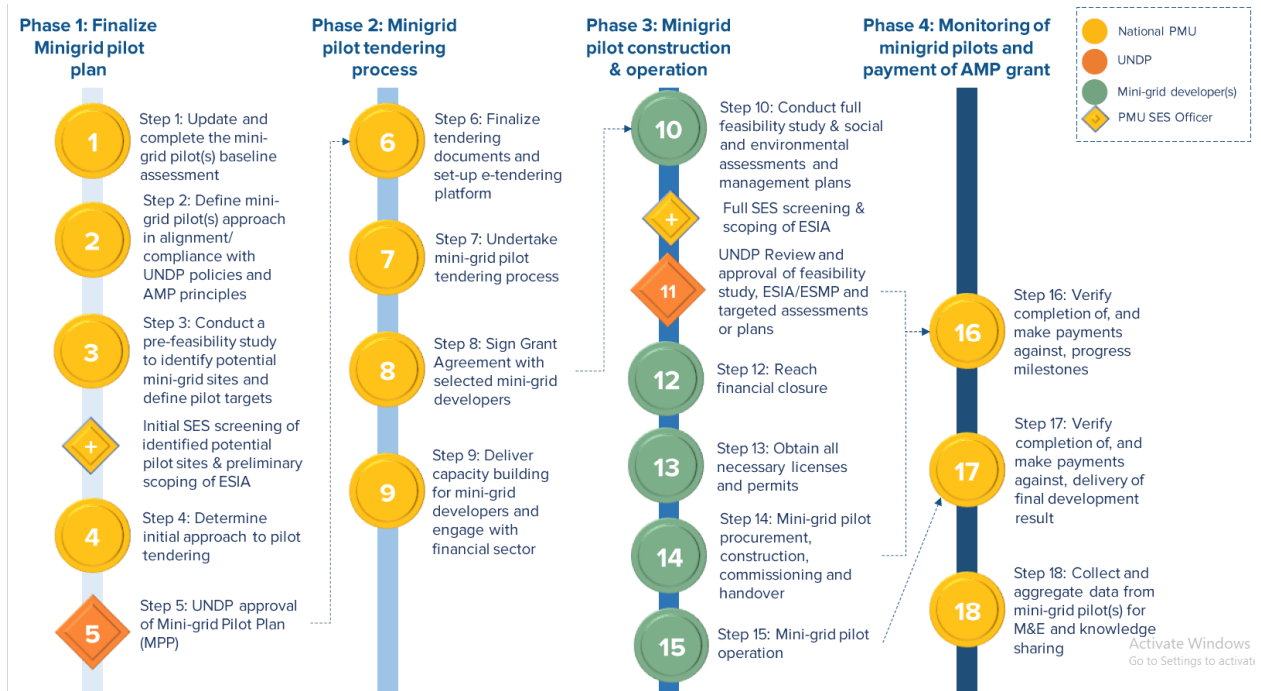 Phase 1: Finalize
Minigrid pilot
plan
1
Step 1: Update and
complete the mini-
grid pilot(s) baseline
assessment
2
Step 2: Define mini-
grid pilot(s) approach
in alignment/
compliance with
UNDP policies and
AMP principles
3
Step 3: Conduct a
pre-feasibility study
to identify potential
mini-grid sites and
define pilot targets
+
Initial SES screening of
identified potential
pilot sites & preliminary
scoping of ESIA
4
Step 4: Determine
initial approach to pilot
tendering
5
Step 5: UNDP approval
of Mini-grid Pilot Plan
(MPP)
Phase 2: Minigrid
pilot tendering
process
6
Step 6: Finalize
tendering
documents and
set-up e-tendering
platform
7
Step 7: Undertake
mini-grid pilot
tendering process
8
Step 8: Sign Grant
Agreement with
selected mini-grid
developers
9
Step 9: Deliver
capacity building
for mini-grid
developers and
engage with
financial sector
Phase 3: Minigrid
pilot construction
& operation
10
Step 10: Conduct full
feasibility study & social
and environmental
assessments and
management plans
+
Full SES screening &
scoping of ESIA
11
UNDP Review and
approval of feasibility
study, ESIA/ESMP and
targeted assessments
or plans
12
Step 12: Reach
financial closure
13
Step 13: Obtain all
necessary licenses
and permits
14
Step 14: Mini-grid pilot
procurement,
construction,
commissioning and
handover
15
Step 15: Mini-grid pilot
operation
Phase 4: Monitoring of
minigrid pilots and
payment of AMP grant
16
Step 16: Verify
completion of, and
make payments
against, progress
milestones
17
Step 17: Verify
completion of, and
make payments
against, delivery of
final development
result
18
Step 18: Collect and
aggregate data from
mini-grid pilot(s) for
M&E and knowledge
sharing
National PMU
UNDP
Mini-grid developer(s)
PMU SES Officer
Activate Windows
Go to Settings to activate